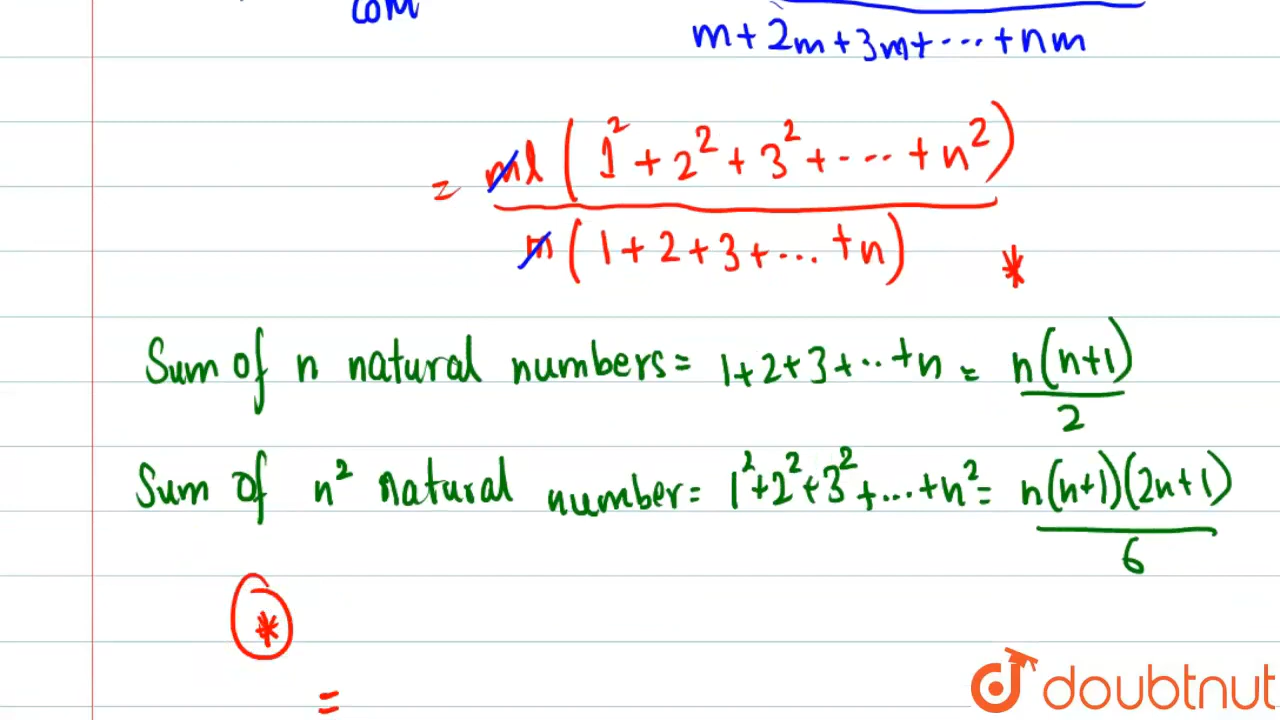 com
m+2m+3m+...+nm
= ml(1²+2²+3²+...+n²)
m(1+2+3+...+n) *
Sum of n natural numbers = 1+2+3+..+n = n(n+1)/2
Sum of n² natural number = 1²+2²+3²+...+n² = n(n+1)(2n+1)/6
*
=
doubtnut